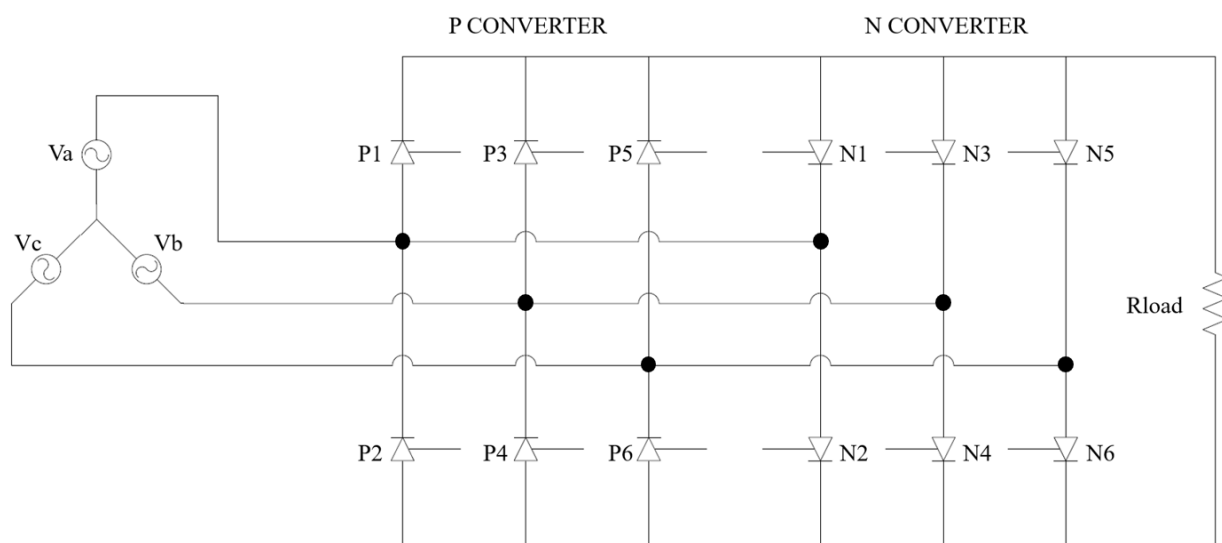 P CONVERTER N CONVERTER
Va P1 P3 P5 N1 N3 N5
Vc Vb
Rload
P2 P4 P6 N2 N4 N6